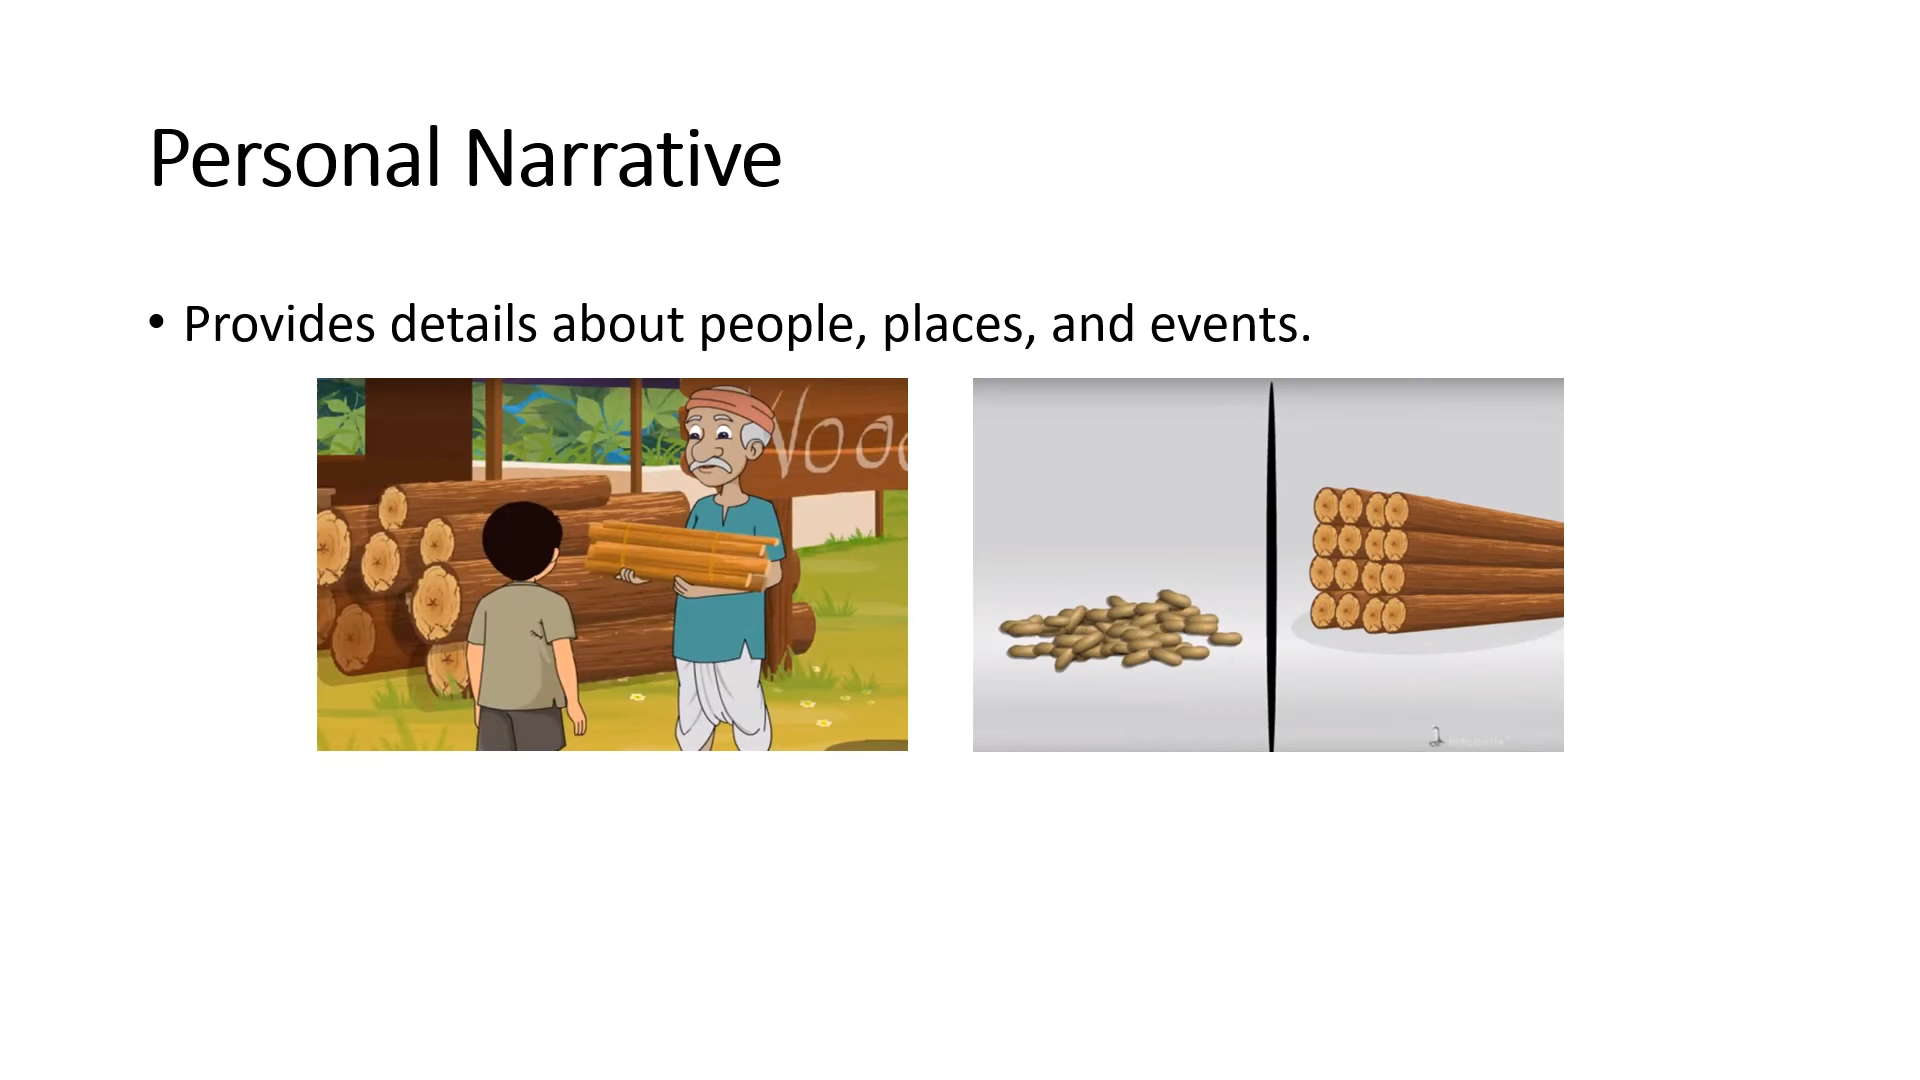 Personal Narrative
• Provides details about people, places, and events.